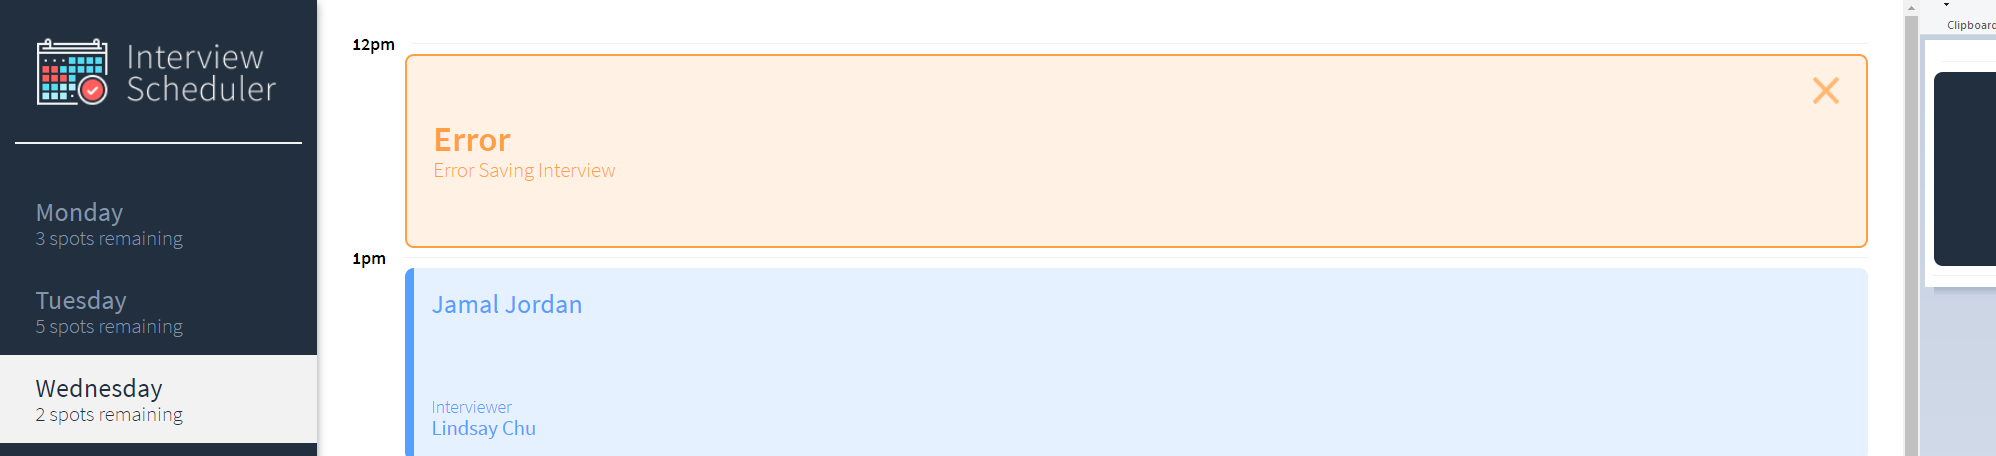 Interview
Scheduler
Monday
3 spots remaining
Tuesday
5 spots remaining
Wednesday
2 spots remaining
12pm
Error
Error Saving Interview
1pm
Jamal Jordan
Interviewer
Lindsay Chu
Clipboard